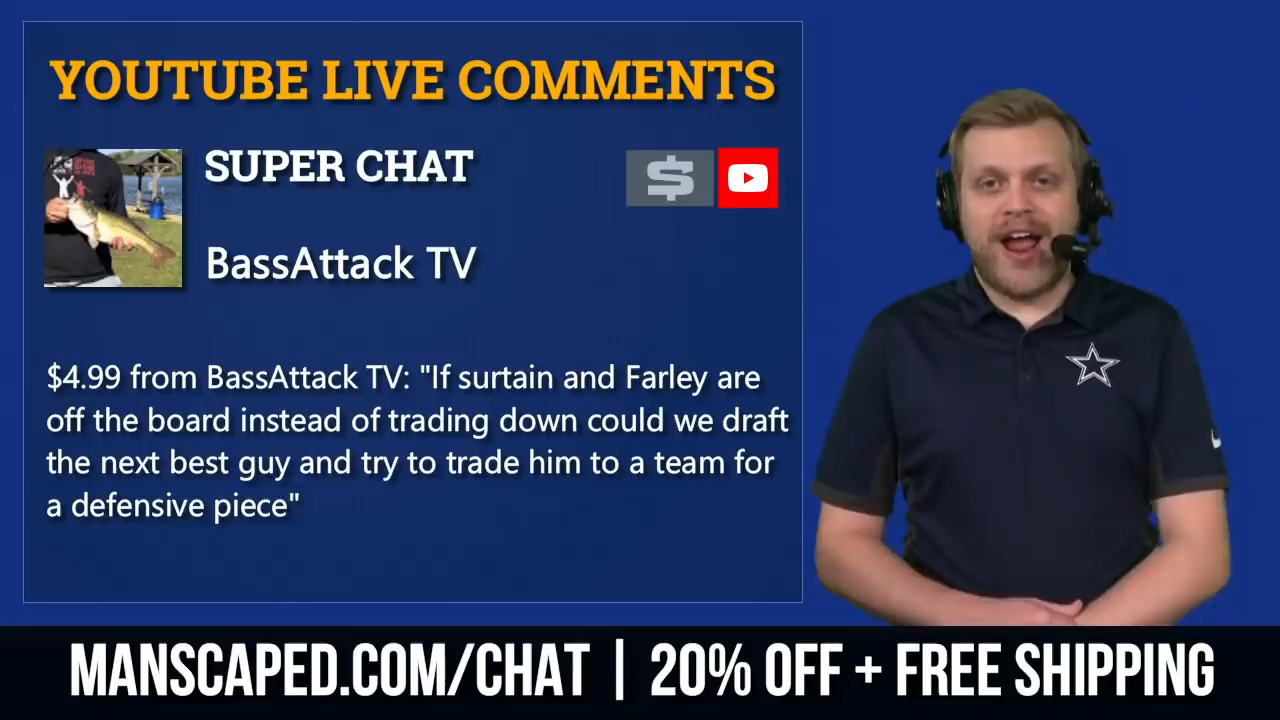 YOUTUBE LIVE COMMENTS
SUPER CHAT
BassAttack TV
$4.99 from BassAttack TV: "If surtain and Farley are
off the board instead of trading down could we draft
the next best guy and try to trade him to a team for
a defensive piece"
MANSCAPED.COM/CHAT | 20% OFF + FREE SHIPPING